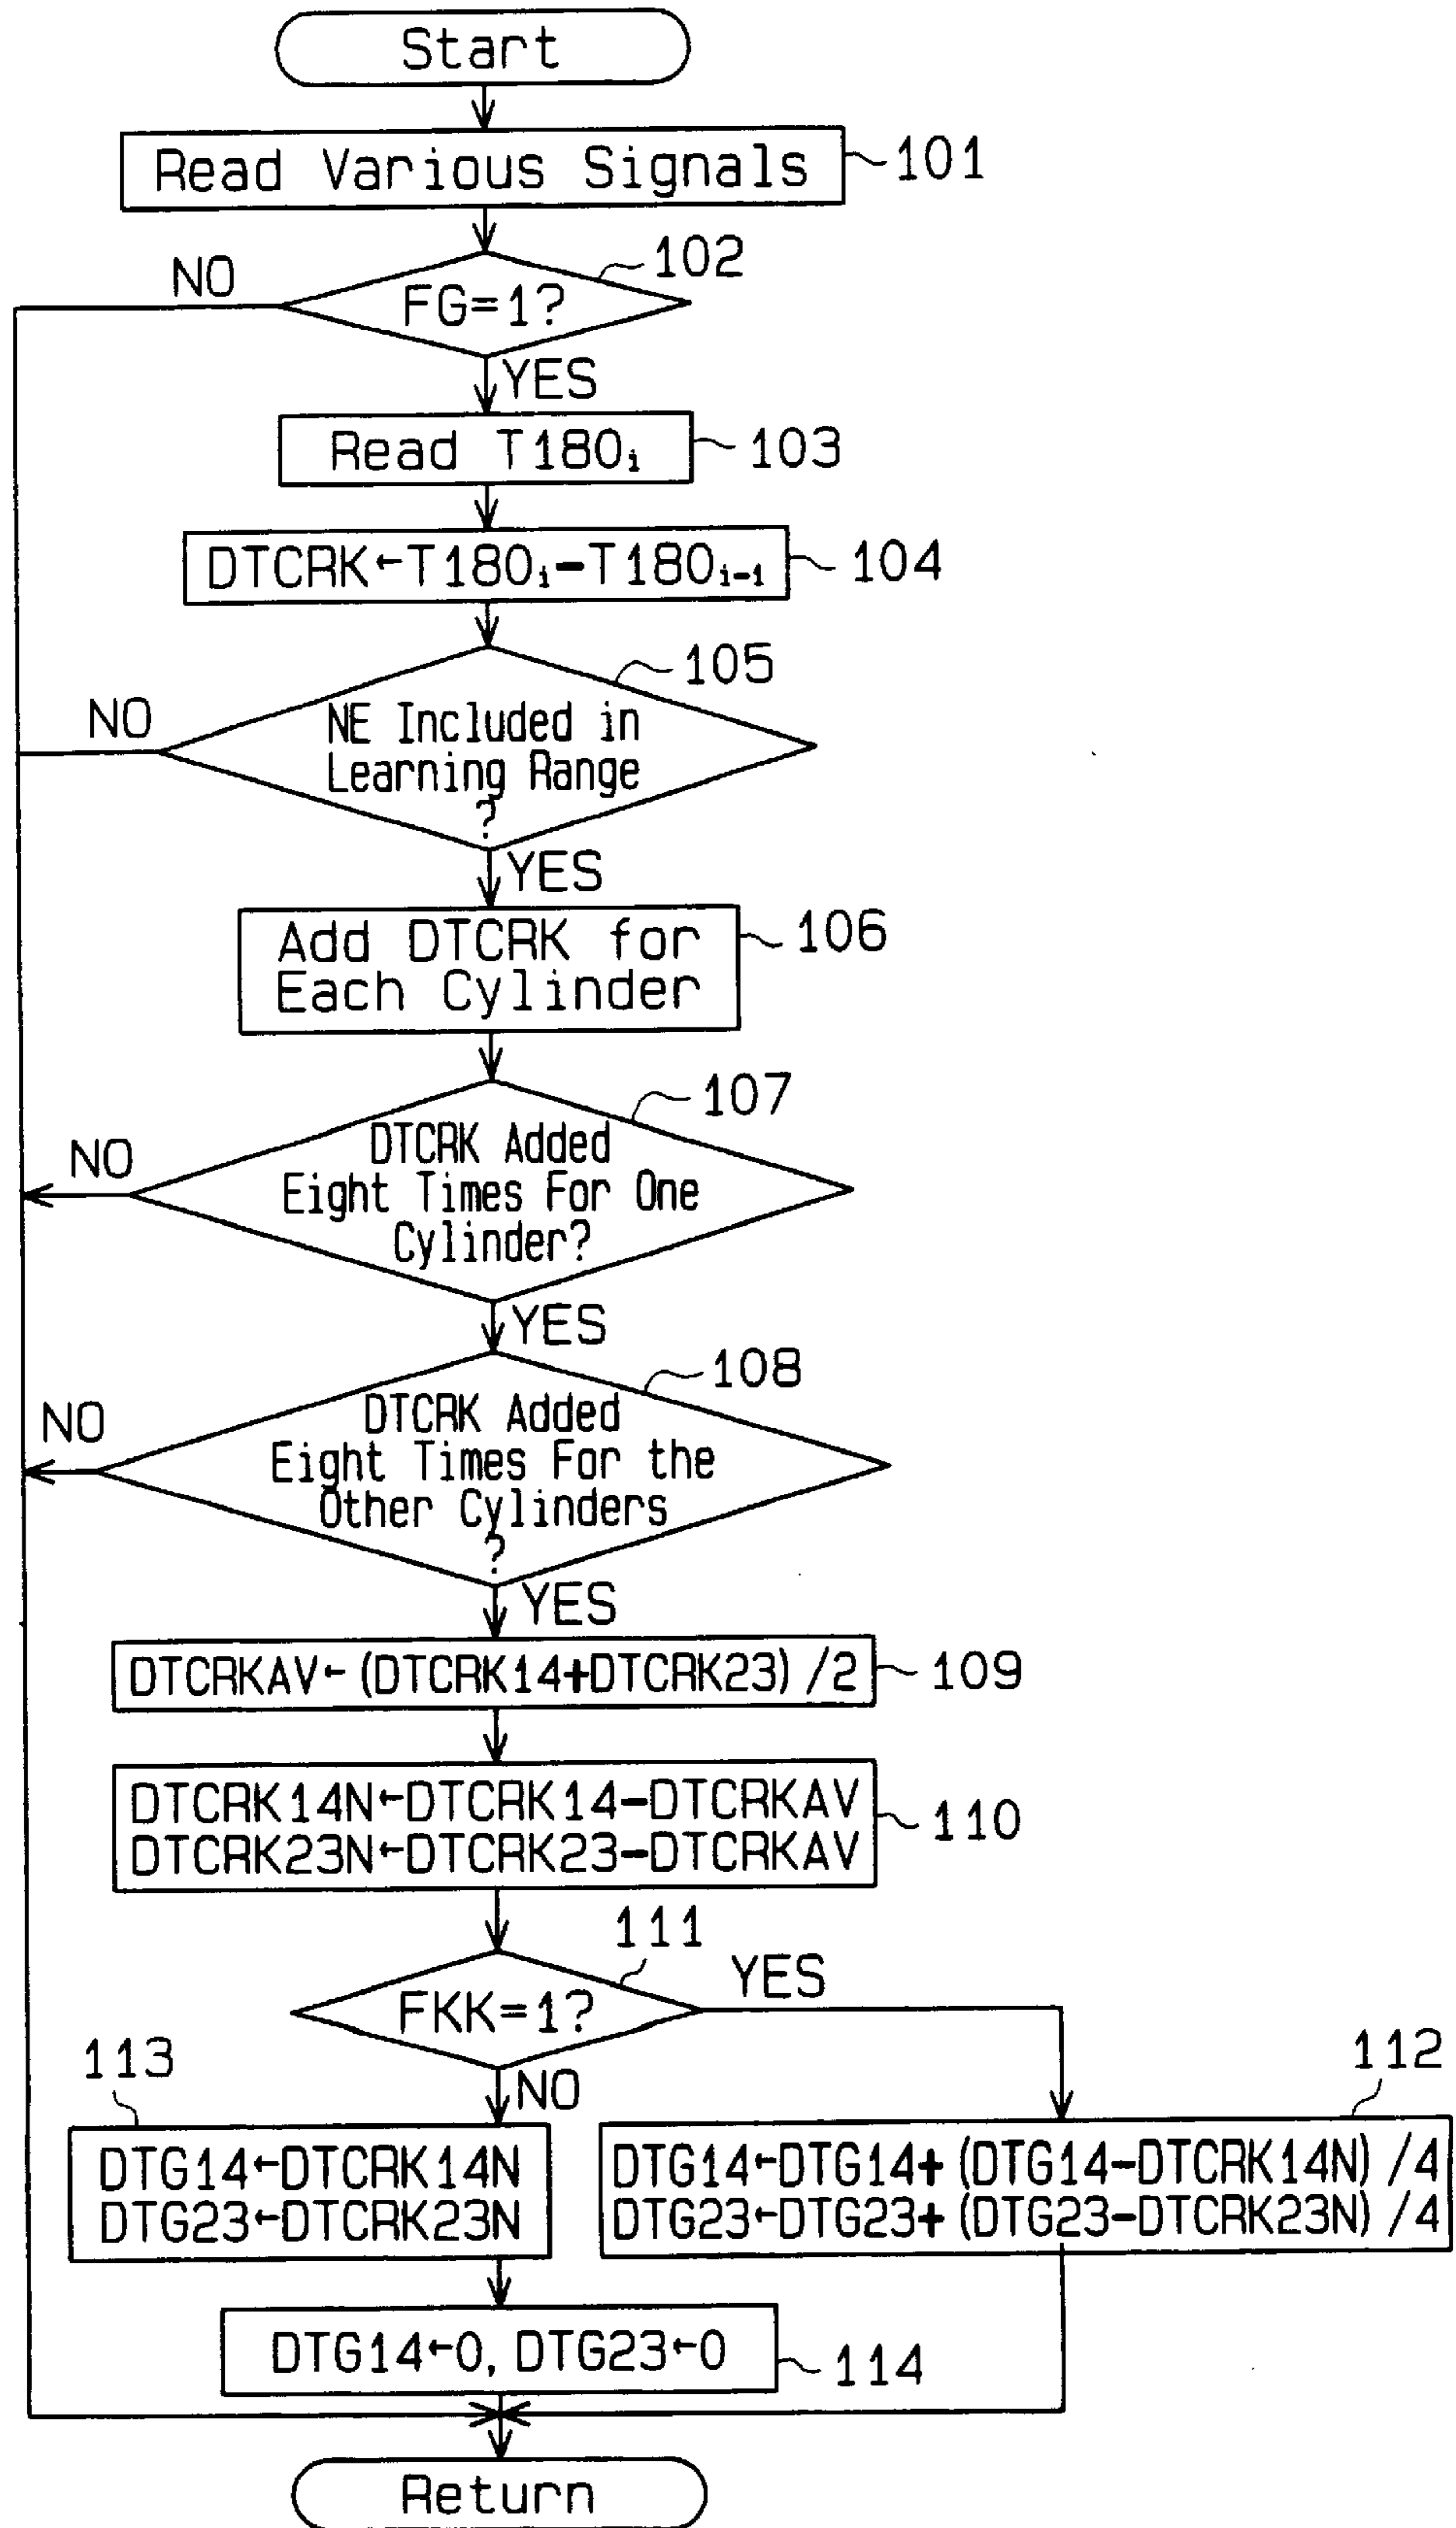 Start
Read Various Signals
101
102
NO
FG=1?
YES
Read T180i
103
DTCRK←T180i-T180i-1
104
105
NO
NE Included in
Learning Range
?
YES
Add DTCRK for
Each Cylinder
106
107
NO
DTCRK Added
Eight Times For One
Cylinder?
YES
108
NO
DTCRK Added
Eight Times For the
Other Cylinders
?
YES
DTCRKAV←(DTCRK14+DTCRK23)/2
109
DTCRK14N←DTCRK14-DTCRKAV
DTCRK23N←DTCRK23-DTCRKAV
110
111
FKK=1?
YES
NO
113
DTG14←DTCRK14N
DTG23←DTCRK23N
112
DTG14←DTG14+(DTG14-DTCRK14N)/4
DTG23←DTG23+(DTG23-DTCRK23N)/4
DTG14←0, DTG23←0
114
Return